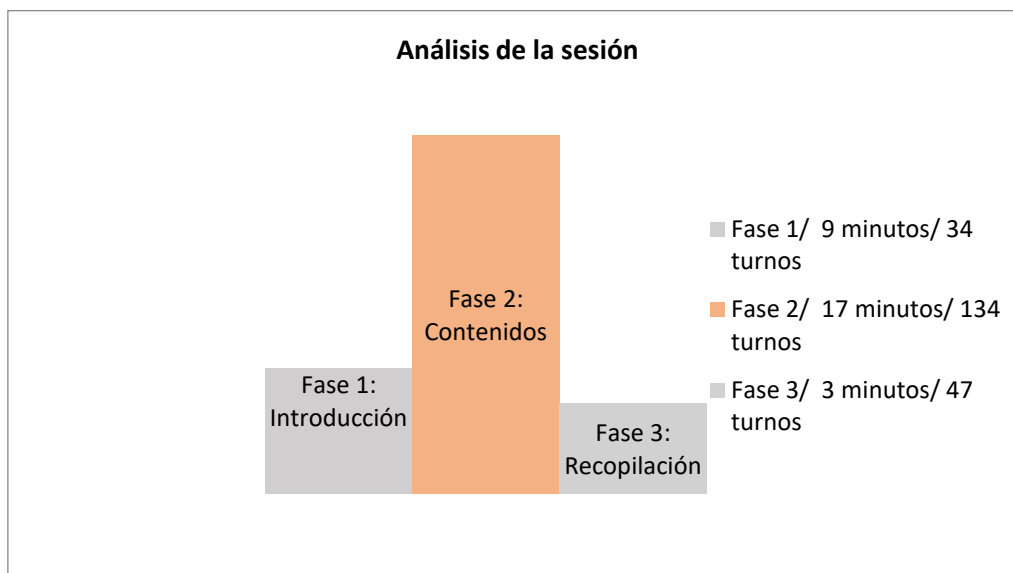 Análisis de la sesión
Fase 1:
Introducción
Fase 2:
Contenidos
Fase 3:
Recopilación
Fase 1/ 9 minutos/ 34
turnos
Fase 2/ 17 minutos/ 134
turnos
Fase 3/ 3 minutos/ 47
turnos